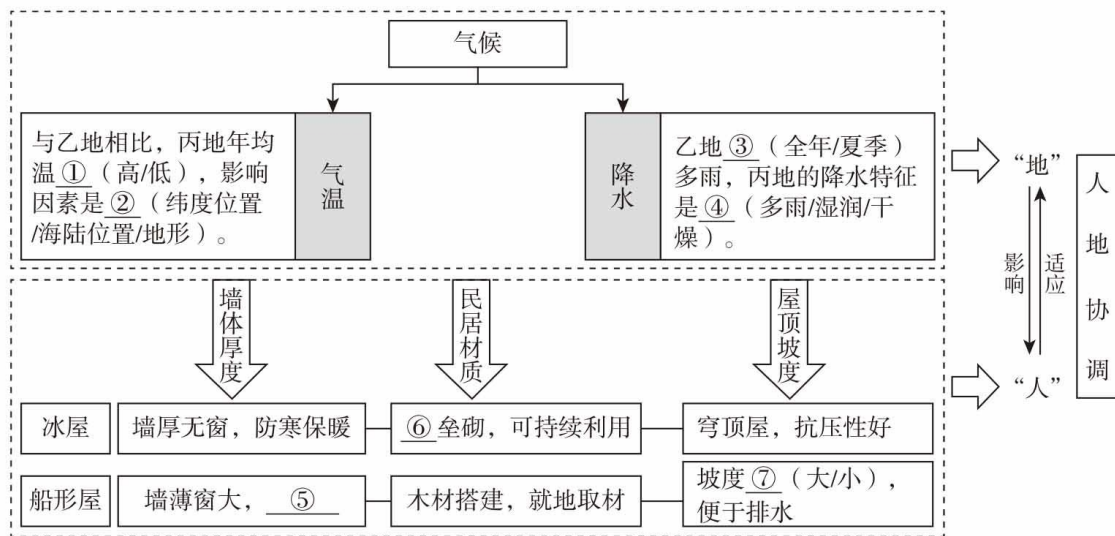 气候
与乙地相比，丙地年均
温①（高/低），影响
因素是②（纬度位置
/海陆位置/地形）。
气温
降水
乙地③（全年/夏季）
多雨，丙地的降水特征
是④（多雨/湿润/干
燥）。
“地”
影响
适应
“人”
人地协调
墙体厚度
民居材质
屋顶坡度
冰屋
墙厚无窗，防寒保暖
⑥垒砌，可持续利用
穹顶屋，抗压性好
船形屋
墙薄窗大，⑤
木材搭建，就地取材
坡度⑦（大/小），
便于排水